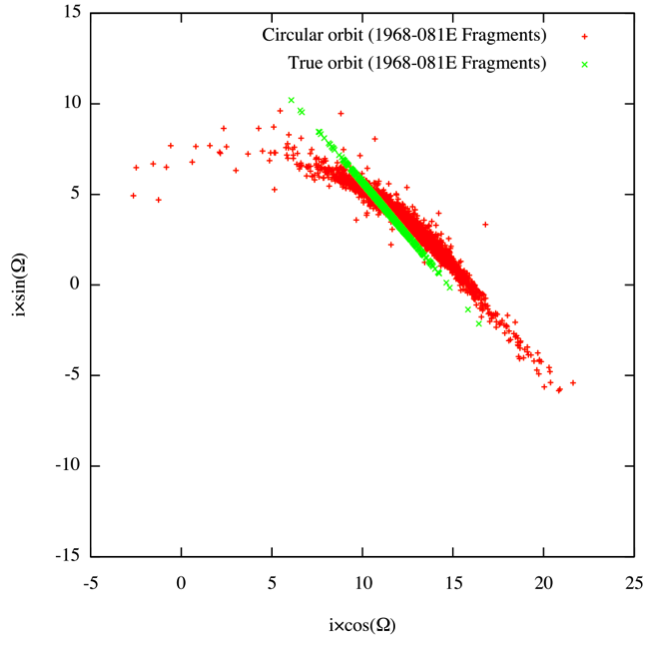 15
10
5
0
-5
-10
-15
-5 0 5 10 15 20 25
Circular orbit (1968-081E Fragments)
True orbit (1968-081E Fragments)
i×sin(Ω)
i×cos(Ω)